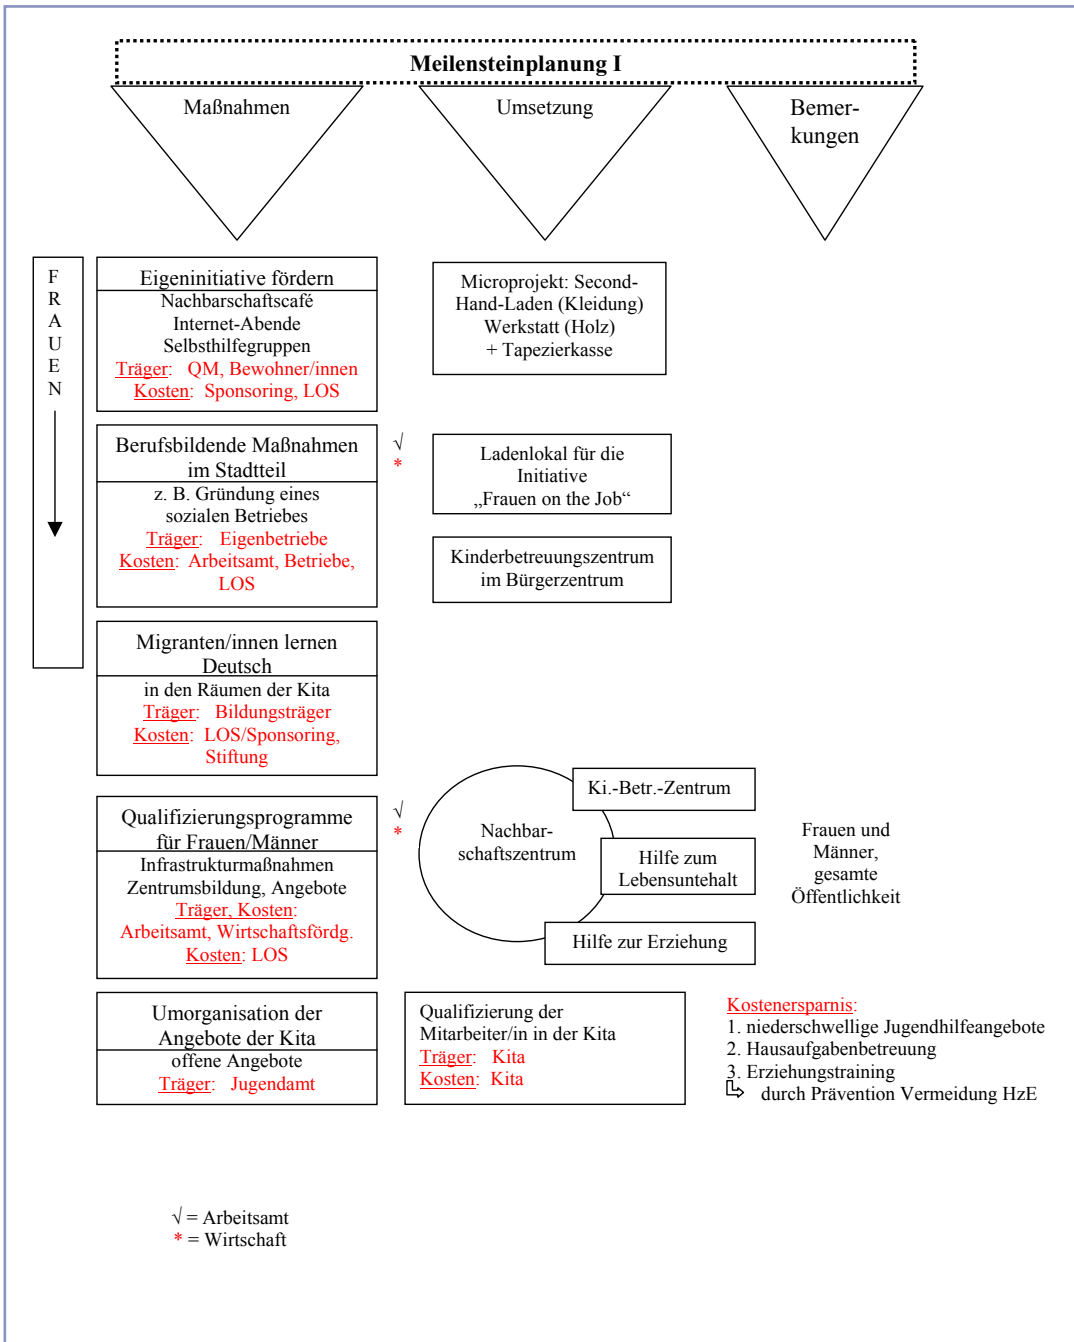 Meilensteinplanung I
Maßnahmen
Umsetzung
Bemer-
kungen
F
R
A
U
E
N
Eigeninitiative fördern
Nachbarschaftscafé
Internet-Abende
Selbsthilfegruppen
Träger: QM, Bewohner/innen
Kosten: Sponsoring, LOS
Microprojekt: Second-
Hand-Laden (Kleidung)
Werkstatt (Holz)
+ Tapezierkasse
Berufsbildende Maßnahmen
im Stadtteil
z. B. Gründung eines
sozialen Betriebes
Träger: Eigenbetriebe
Kosten: Arbeitsamt, Betriebe,
LOS
√
*
Ladenlokal für die
Initiative
„Frauen on the Job“
Kinderbetreuungszentrum
im Bürgerzentrum
Migranten/innen lernen
Deutsch
in den Räumen der Kita
Träger: Bildungsträger
Kosten: LOS/Sponsoring,
Stiftung
Qualifizierungsprogramme
für Frauen/Männer
Infrastrukturmaßnahmen
Zentrumsbildung, Angebote
Träger, Kosten:
Arbeitsamt, Wirtschaftsfördg.
Kosten: LOS
√
*
Nachbar-
schaftszentrum
Ki.-Betr.-Zentrum
Hilfe zum
Lebensuntehalt
Hilfe zur Erziehung
Frauen und
Männer,
gesamte
Öffentlichkeit
Umorganisation der
Angebote der Kita
offene Angebote
Träger: Jugendamt
Qualifizierung der
Mitarbeiter/in in der Kita
Träger: Kita
Kosten: Kita
Kostenersparnis:
1. niederschwellige Jugendhilfeangebote
2. Hausaufgabenbetreuung
3. Erziehungstraining
durch Prävention Vermeidung HzE
√ = Arbeitsamt
* = Wirtschaft